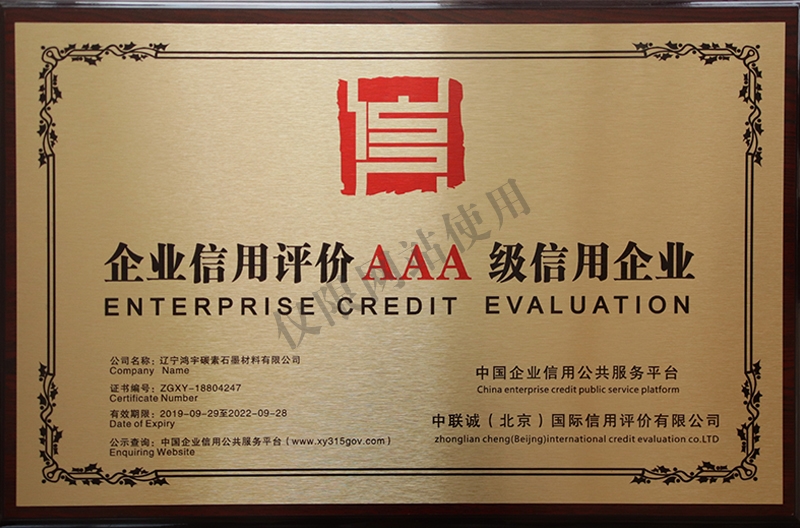 信
企业信用评价AAA 级信用企业
ENTERPRISE CREDIT EVALUATION
公司名称：辽宁鸿宇碳素石墨材料有限公司
Company Name
证书编号：ZGXY-18804247
Certificate Number
有效期限：2019-09-29至2022-09-28
Date of Expiry
公示查询：中国企业信用公共服务平台（www.xy315gov.com）
Enquiring Website
中国企业信用公共服务平台
China enterprise credit public service platform
中联诚（北京）国际信用评价有限公司
zhonglian cheng(Beijng)international credit evaluation co.LTD
仅限网站使用